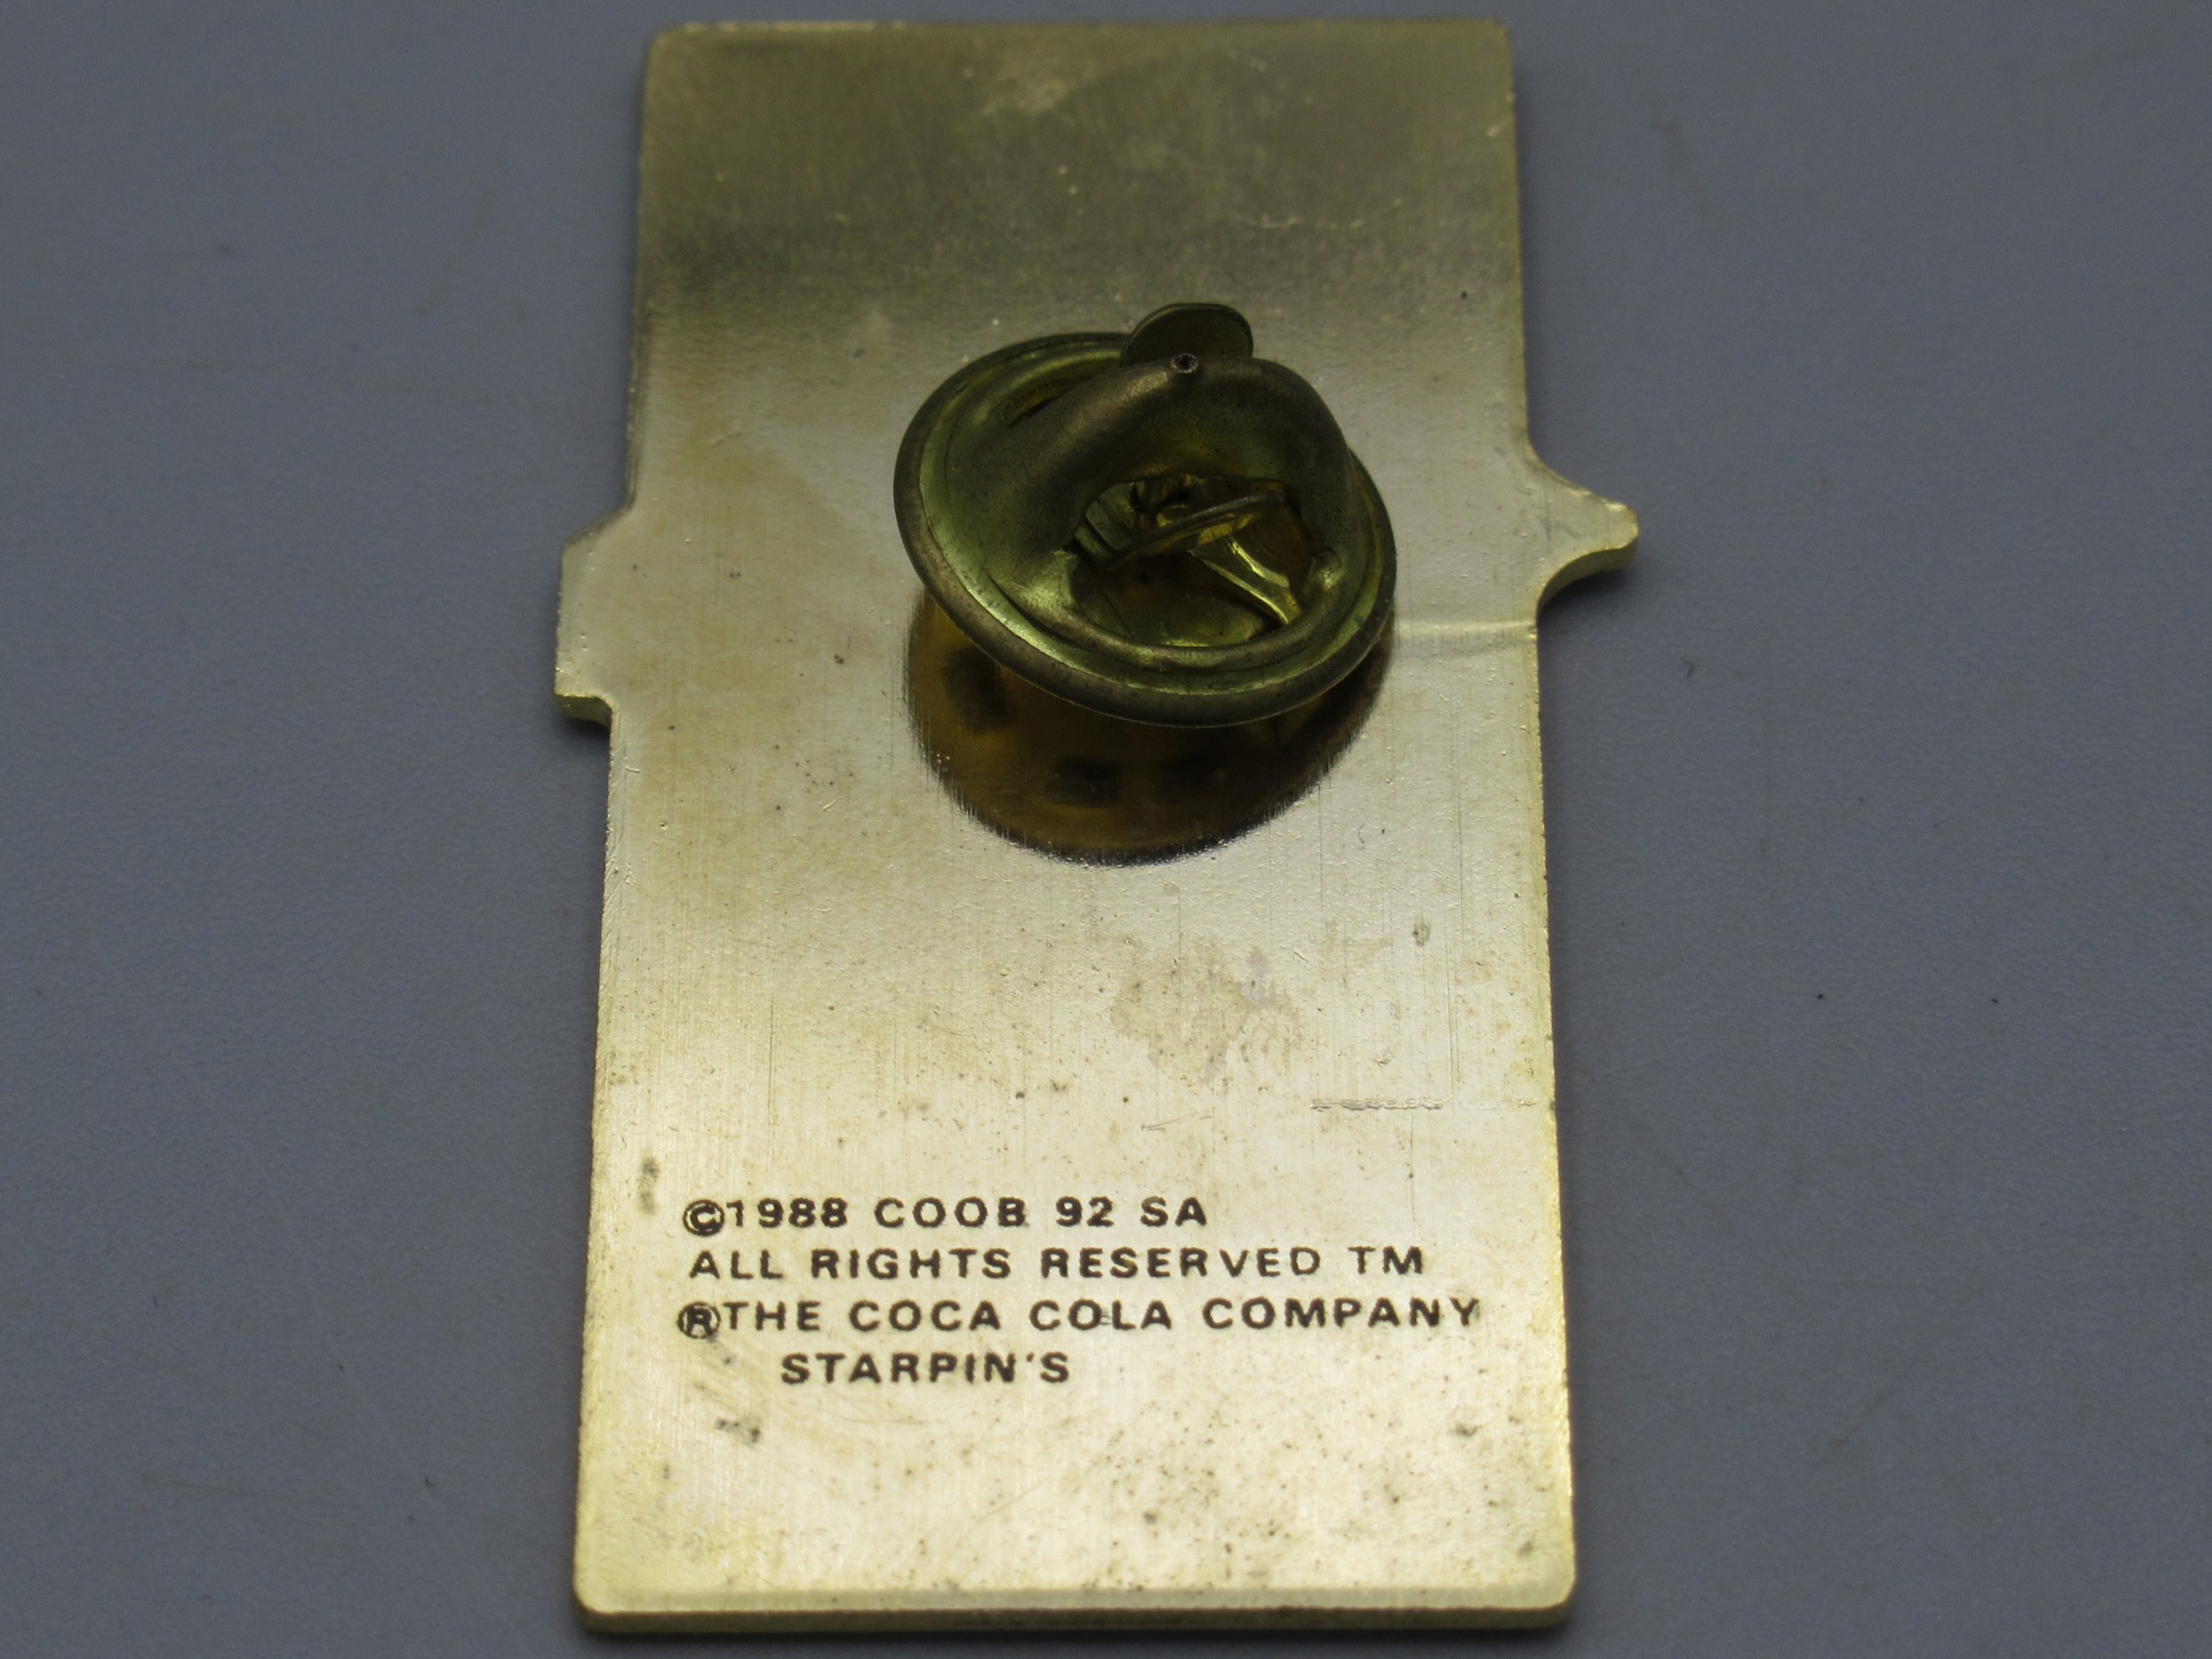 ©1988 COOB 92 SA
ALL RIGHTS RESERVED TM
®THE COCA COLA COMPANY
STARPIN'S